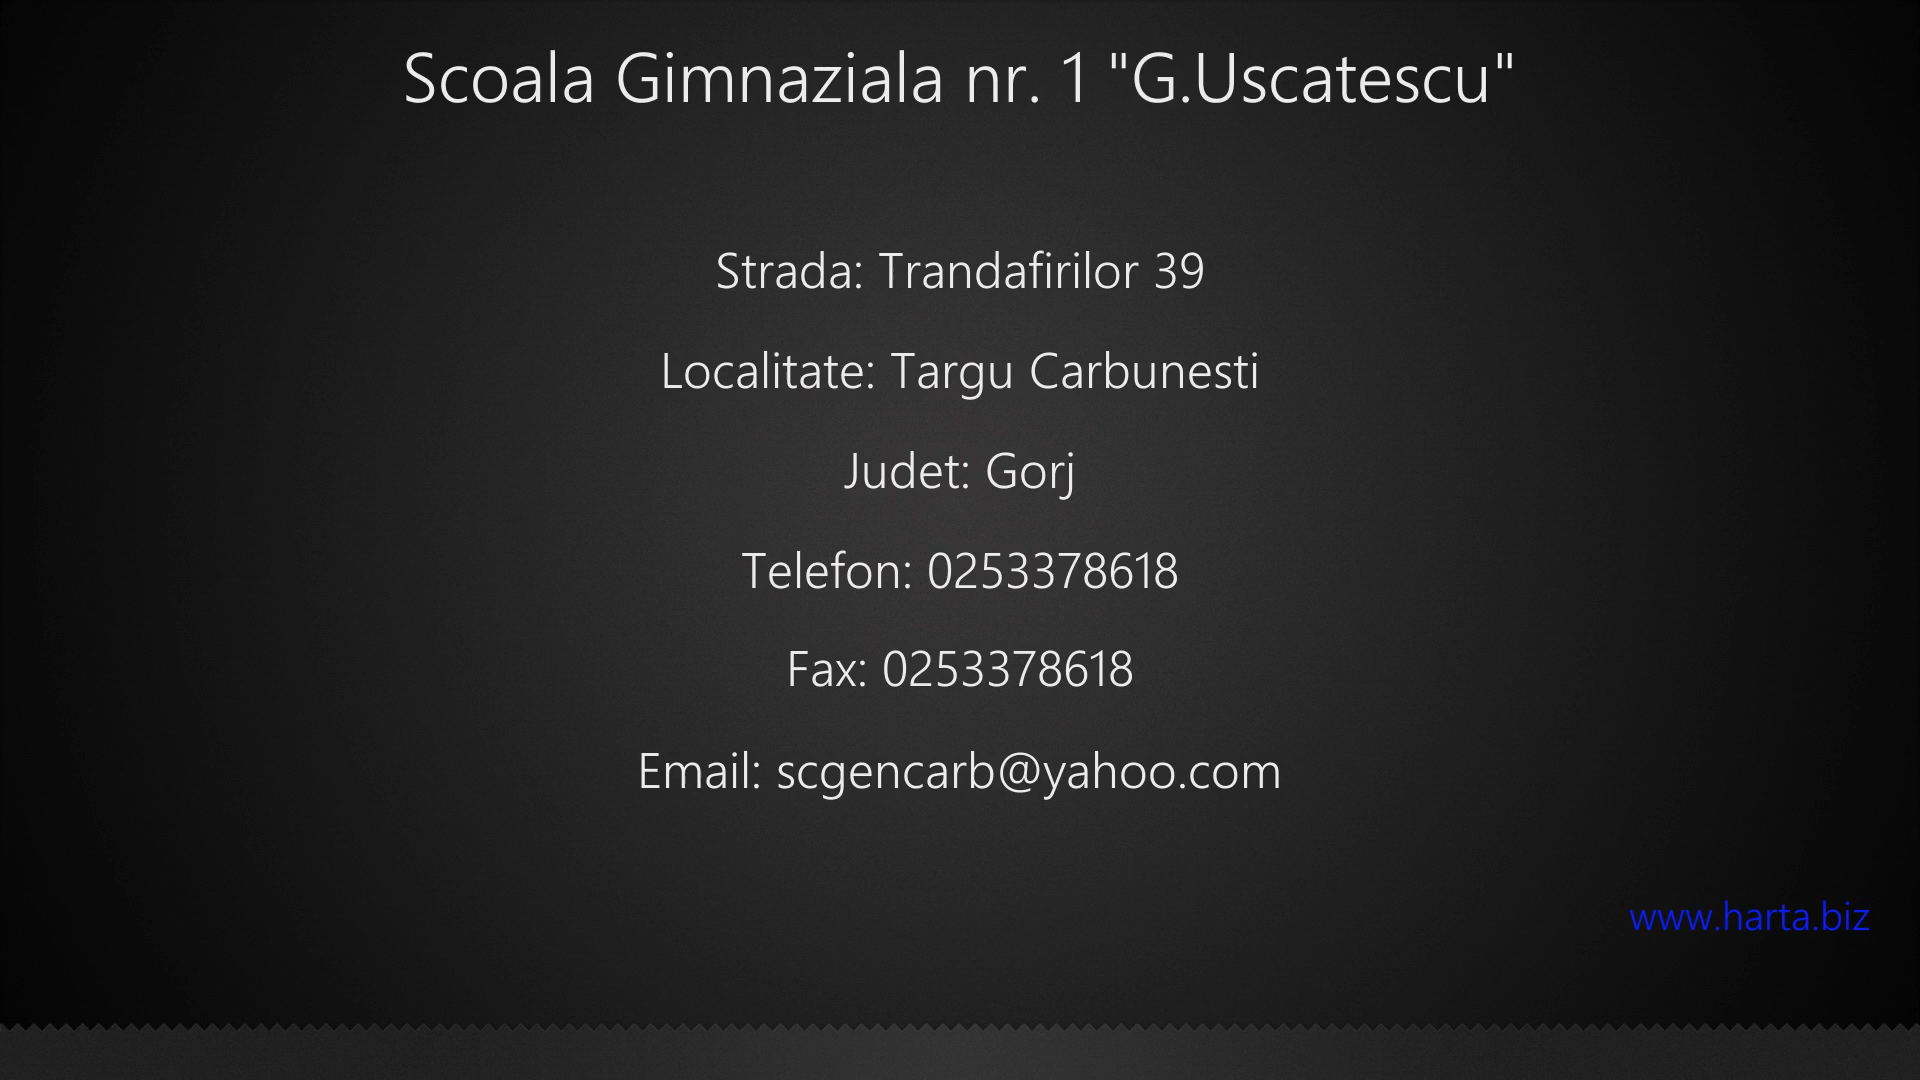 Scoala Gimnaziala nr. 1 "G.Uscatescu"
Strada: Trandafirilor 39
Localitate: Targu Carbunesti
Judet: Gorj
Telefon: 0253378618
Fax: 0253378618
Email: scgencarb@yahoo.com
www.harta.biz